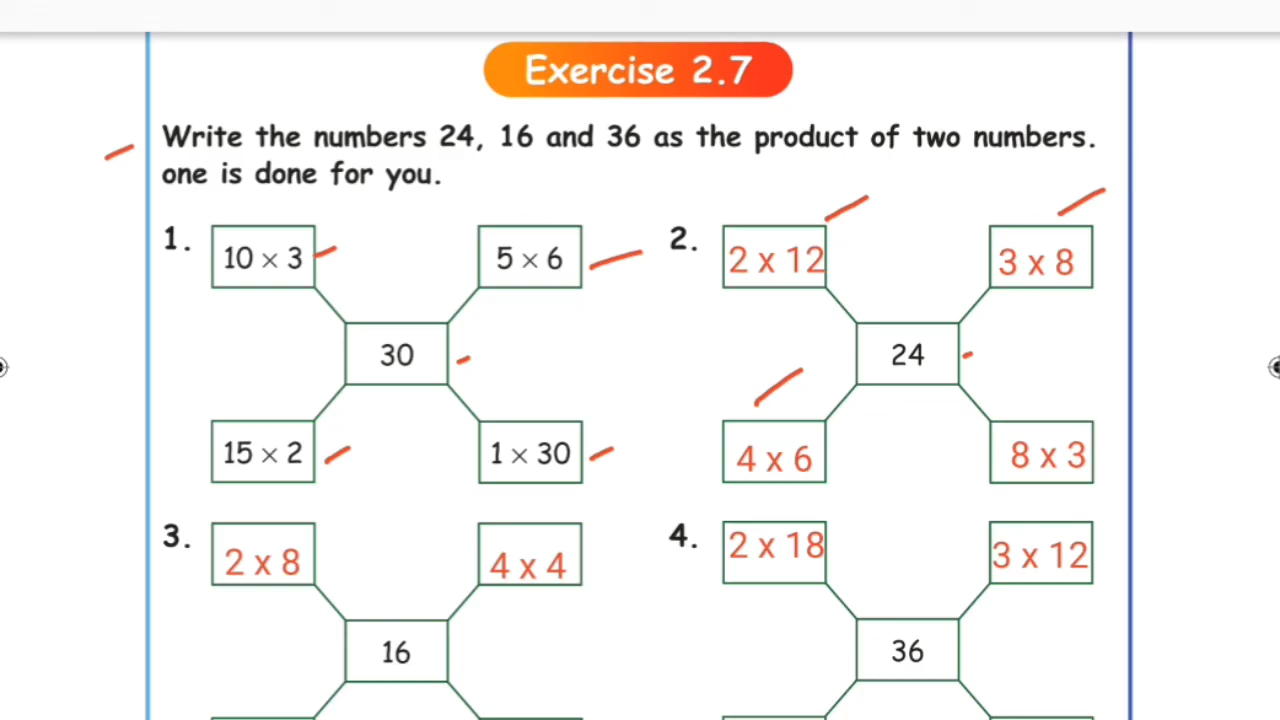 Exercise 2.7
Write the numbers 24, 16 and 36 as the product of two numbers.
one is done for you.
1.
10 × 3
5 × 6
30
15 × 2
1 × 30
2.
2 x 12
3 x 8
24
4 x 6
8 x 3
3.
2 x 8
4 x 4
16
4.
2 x 18
3 x 12
36